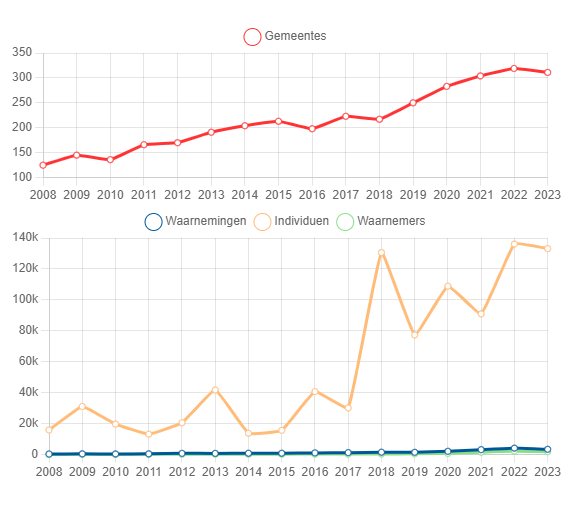 Gemeentes
350
300
250
200
150
100
2008 2009 2010 2011 2012 2013 2014 2015 2016 2017 2018 2019 2020 2021 2022 2023
Waarnemingen Individuen Waarnemers
140k
120k
100k
80k
60k
40k
20k
0
2008 2009 2010 2011 2012 2013 2014 2015 2016 2017 2018 2019 2020 2021 2022 2023